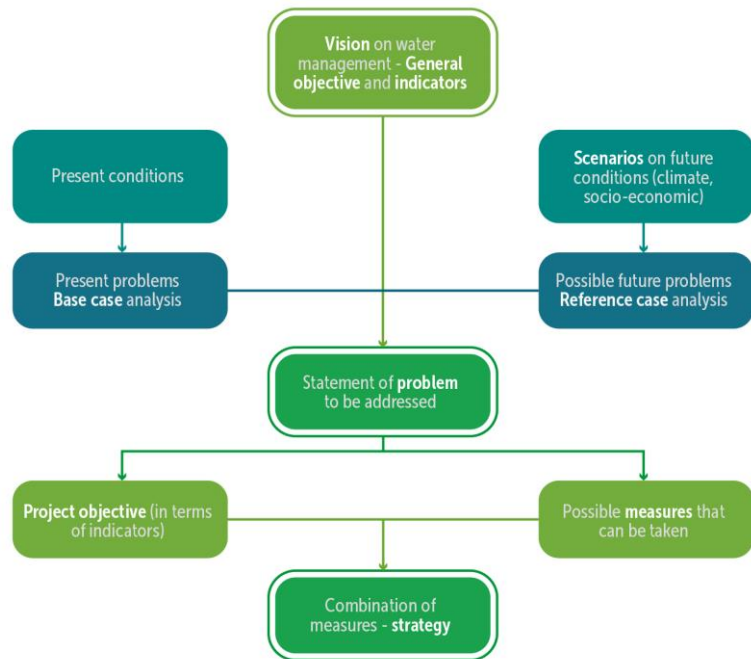 Vision on water
management - General
objective and indicators
Present conditions
Scenarios on future
conditions (climate,
socio-economic)
Present problems
Base case analysis
Possible future problems
Reference case analysis
Statement of problem
to be addressed
Project objective (in terms
of indicators)
Possible measures that
can be taken
Combination of
measures - strategy